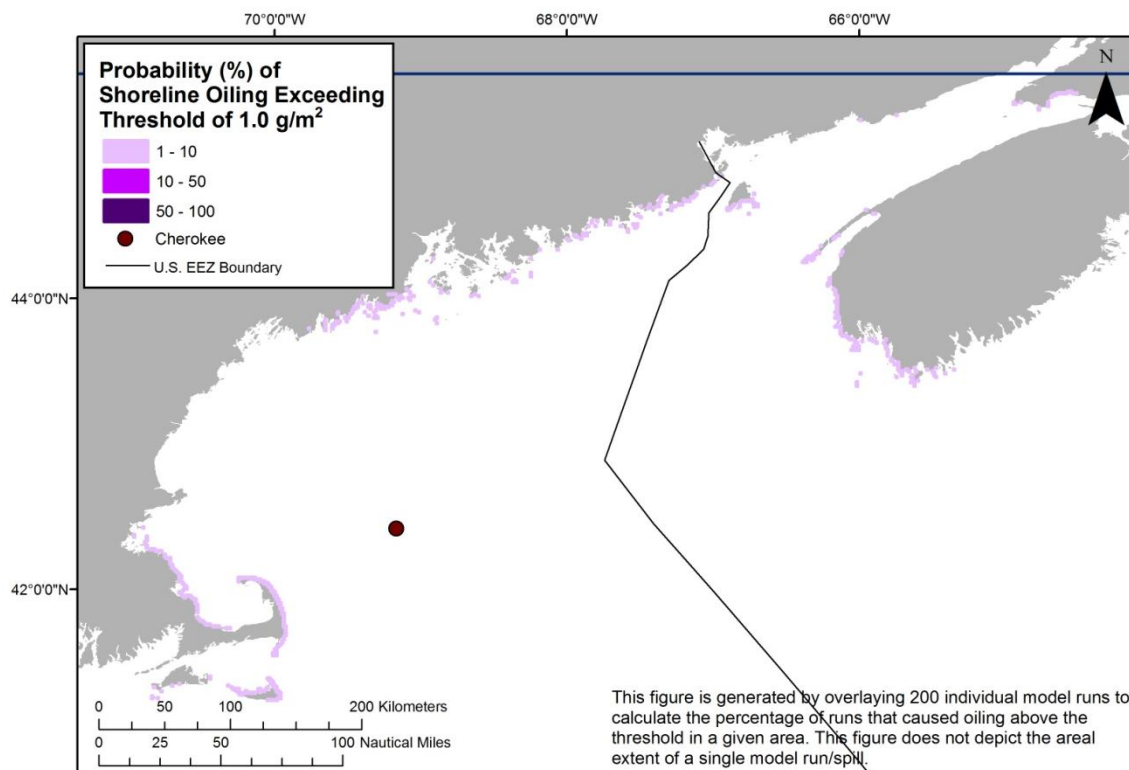 70°0'0"W 68°0'0"W 66°0'0"W
Probability (%) of
Shoreline Oiling Exceeding
Threshold of 1.0 g/m²
1 - 10
10 - 50
50 - 100
Cherokee
U.S. EEZ Boundary
N
44°0'0"N
42°0'0"N
0 50 100 200 Kilometers
0 25 50 100 Nautical Miles
This figure is generated by overlaying 200 individual model runs to
calculate the percentage of runs that caused oiling above the
threshold in a given area. This figure does not depict the areal
extent of a single model run/spill.